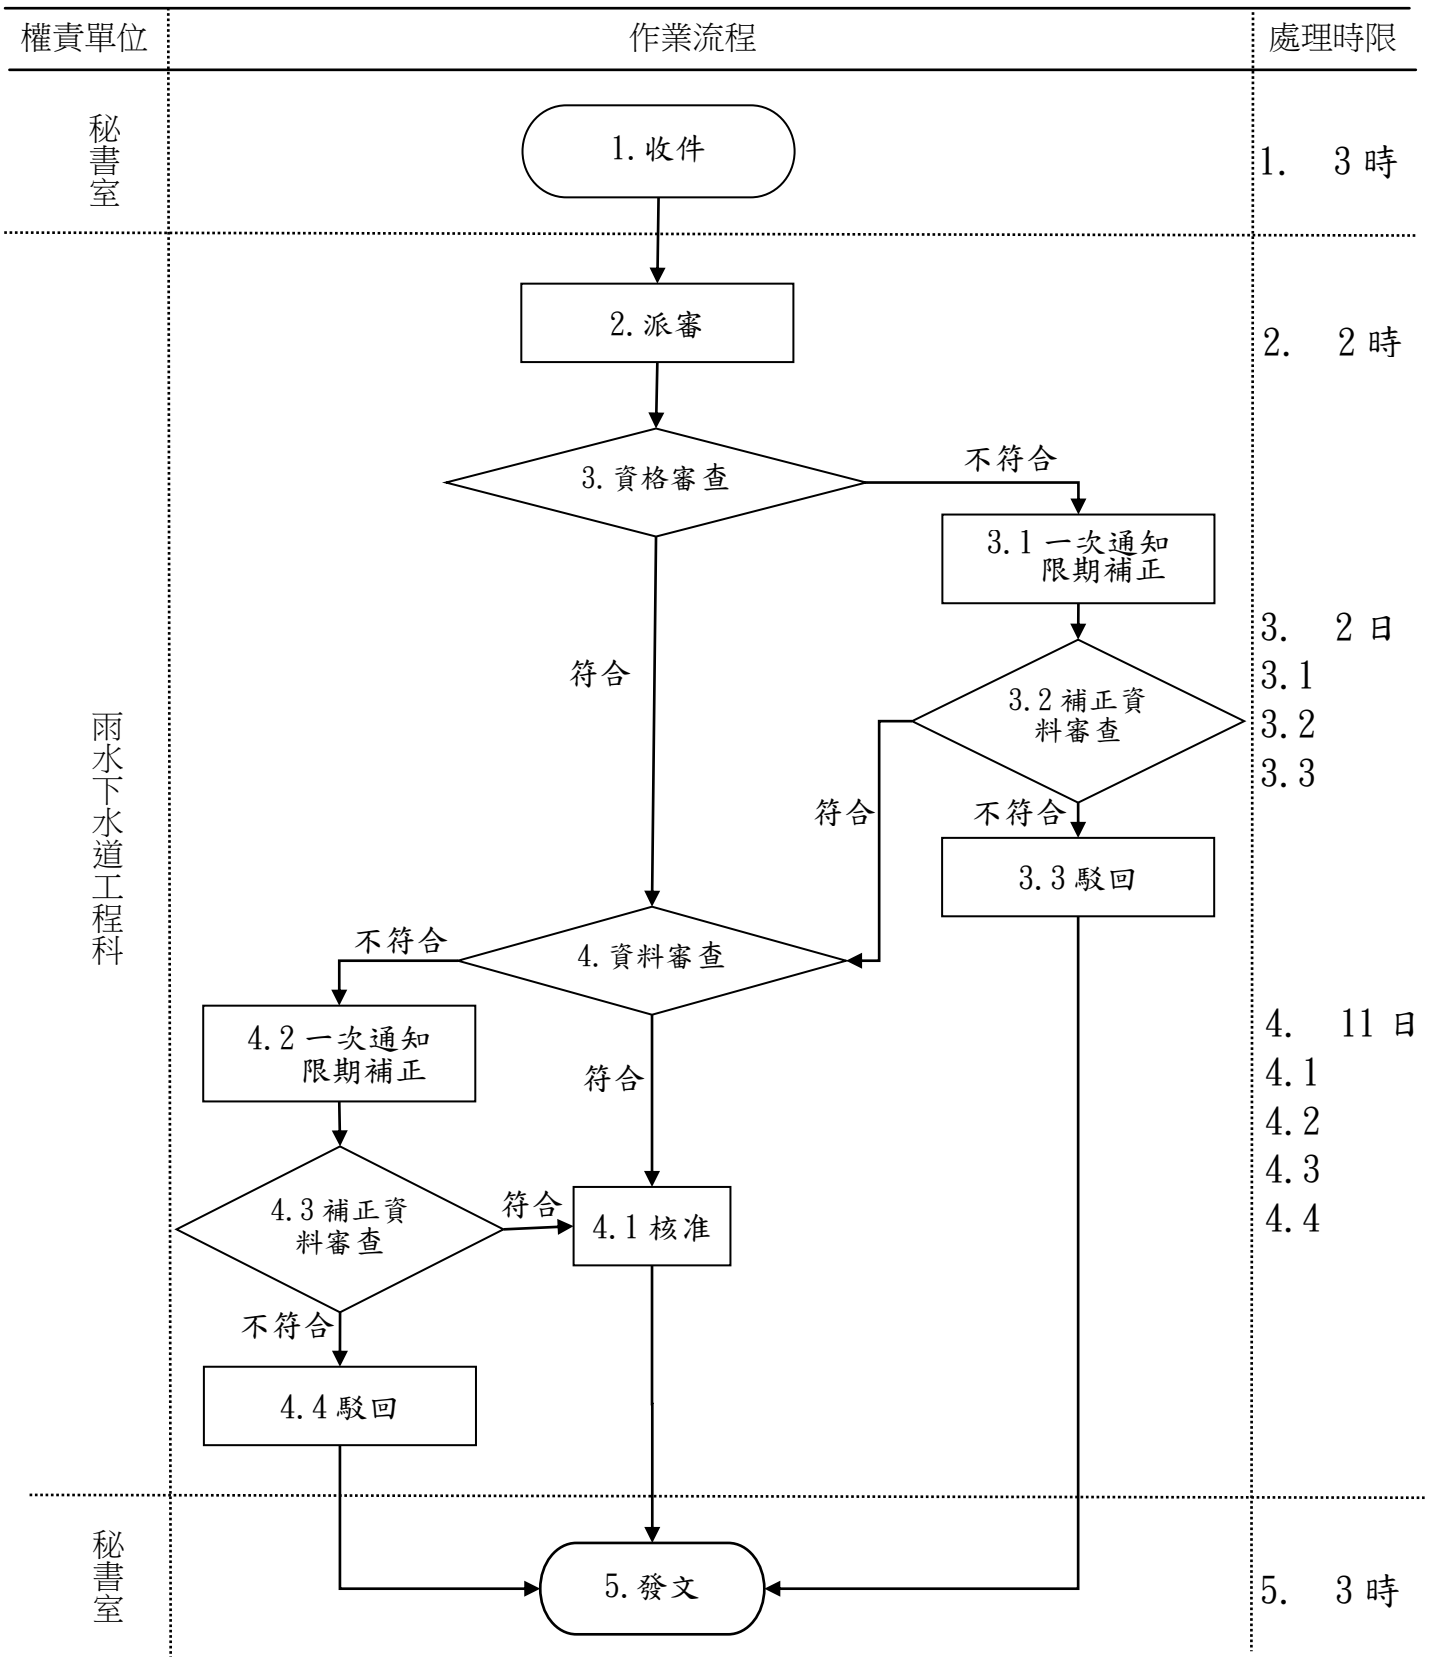 權責單位
作業流程
處理時限
秘書室
1.收件
1. 3時
2.派審
2. 2時
3.資格審查
不符合
3.1一次通知
限期補正
3. 2日
3.1
3.2
3.3
符合
3.2補正資
料審查
雨水下水道工程科
符合
不符合
3.3駁回
不符合
4.資料審查
4.2一次通知
限期補正
符合
4. 11日
4.1
4.2
4.3
4.4
4.3補正資
料審查
符合
4.1核准
不符合
4.4駁回
秘書室
5.發文
5. 3時